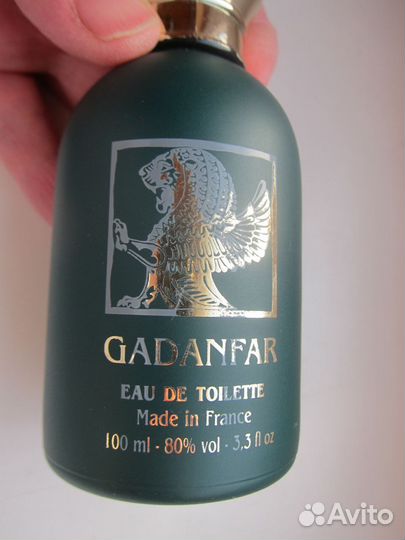 GADANFAR
EAU DE TOILETTE
Made in France
100 ml - 80% vol - 3,3 fl oz
Avito